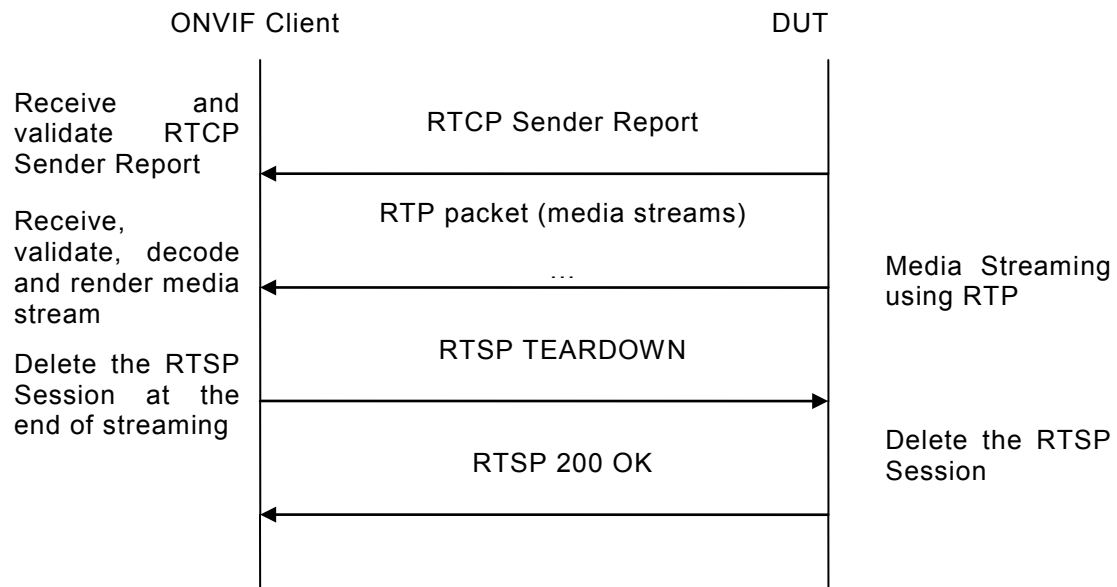 ONVIF Client
DUT
Receive and
validate RTCP
Sender Report
RTCP Sender Report
Receive,
validate, decode
and render media
stream
RTP packet (media streams)
...
Media Streaming
using RTP
Delete the RTSP
Session at the
end of streaming
RTSP TEARDOWN
RTSP 200 OK
Delete the RTSP
Session